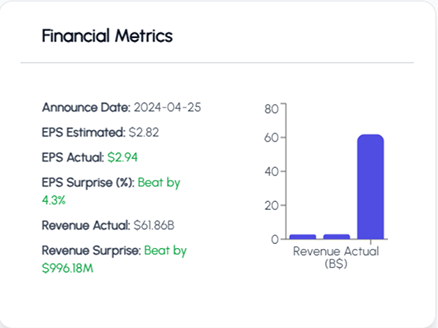 Financial Metrics
Announce Date: 2024-04-25
EPS Estimated: $2.82
EPS Actual: $2.94
EPS Surprise (%): Beat by
4.3%
Revenue Actual: $61.86B
Revenue Surprise: Beat by
$996.18M
80
60
40
20
0
Revenue Actual
(B$)